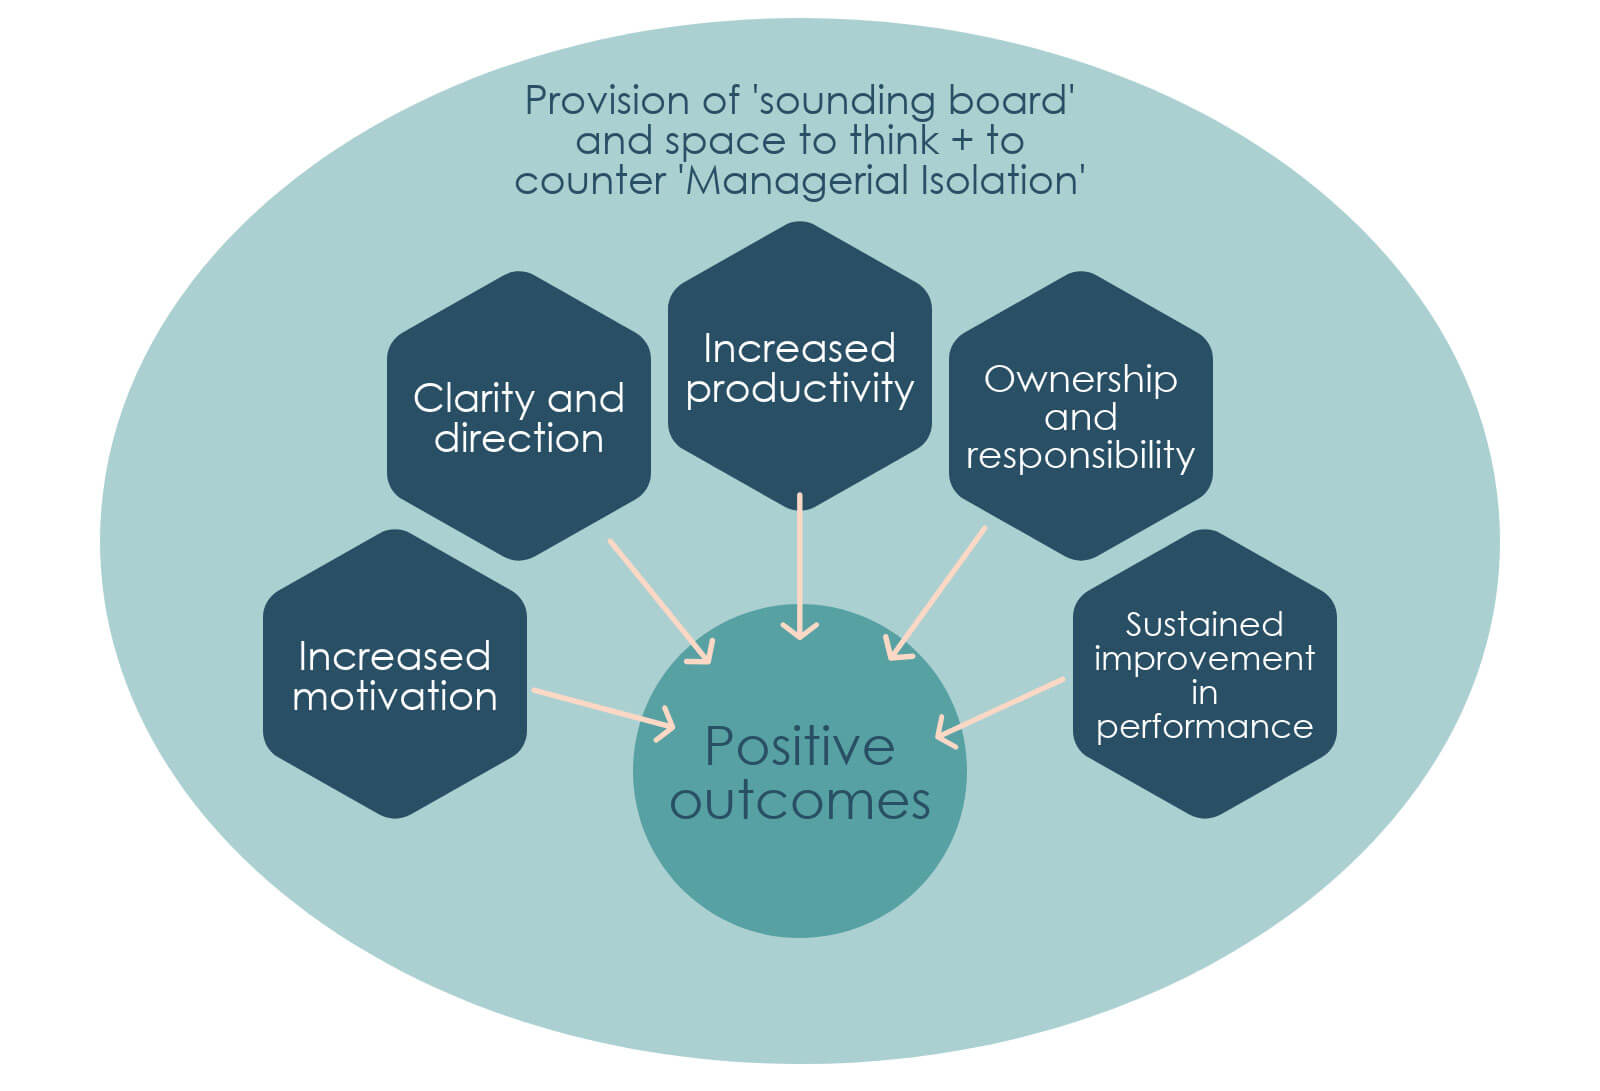 Provision of 'sounding board'
and space to think + to
counter 'Managerial Isolation'
Increased
motivation
Clarity and
direction
Increased
productivity
Ownership
and
responsibility
Sustained
improvement
in
performance
Positive
outcomes